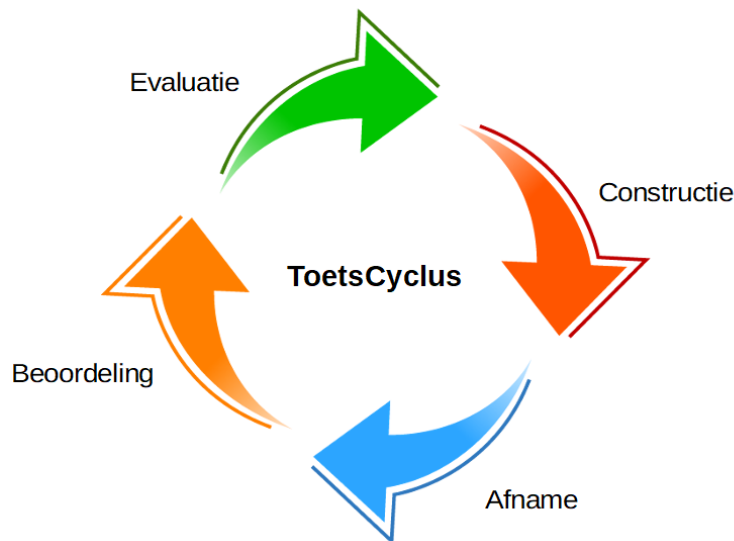 Evaluatie
Constructie
ToetsCyclus
Beoordeling
Afname